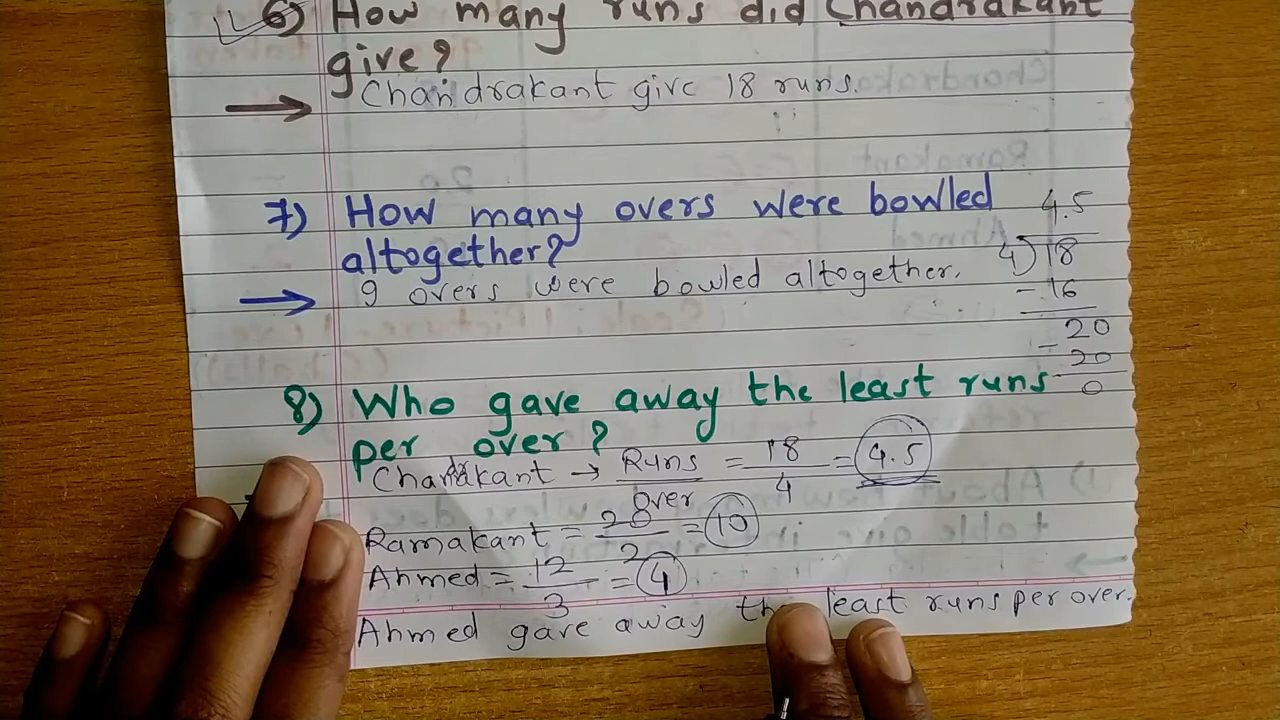 6) How many runs did Chandrakant
give?
Chandrakant give 18 runs.
7) How many overs were bowled
altogether?
9 overs were bowled altogether.
4.5
4)18
-16
-20
20
0
8) Who gave away the least runs
per over?
Chandrakant → Runs/over = 18/4 = 4.5
Ramakant = 20/2 = 10
Ahmed = 12/3 = 4
Ahmed gave away the least runs per over.